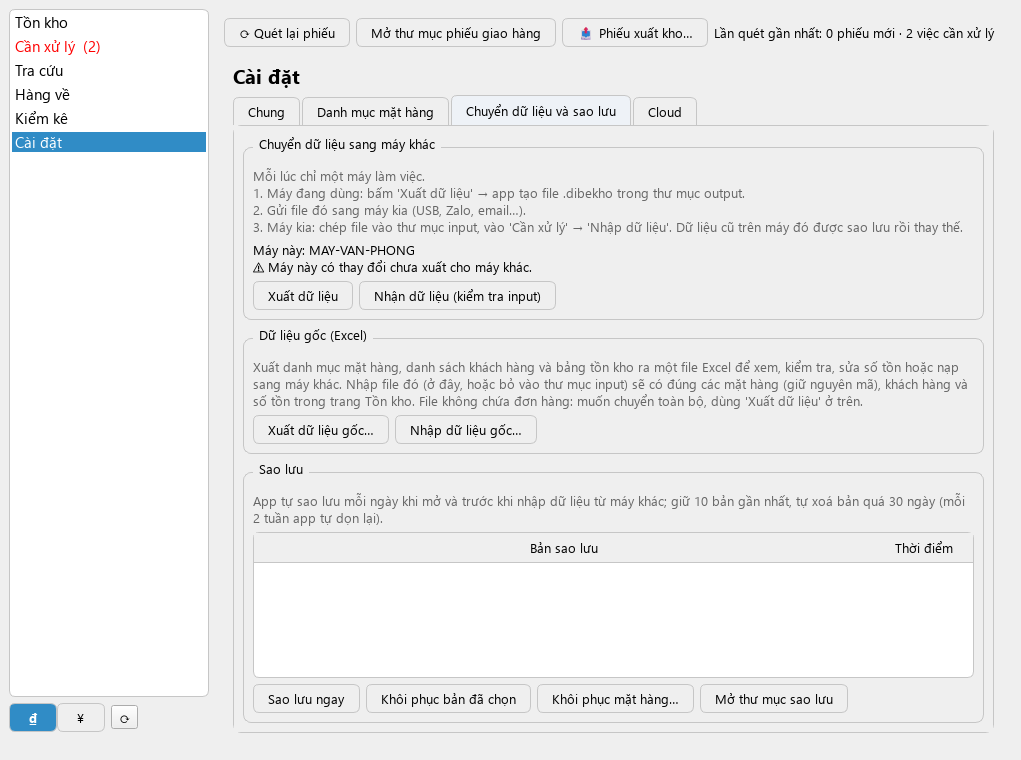 Tồn kho
Cần xử lý (2)
Tra cứu
Hàng về
Kiểm kê
Cài đặt
₫
¥
⟳
⟳ Quét lại phiếu
Mở thư mục phiếu giao hàng
Phiếu xuất kho...
Lần quét gần nhất: 0 phiếu mới · 2 việc cần xử lý
Cài đặt
Chung
Danh mục mặt hàng
Chuyển dữ liệu và sao lưu
Cloud
Chuyển dữ liệu sang máy khác
Mỗi lúc chỉ một máy làm việc.
1. Máy đang dùng: bấm 'Xuất dữ liệu' → app tạo file .dibekho trong thư mục output.
2. Gửi file đó sang máy kia (USB, Zalo, email...).
3. Máy kia: chép file vào thư mục input, vào 'Cần xử lý' → 'Nhập dữ liệu'. Dữ liệu cũ trên máy đó được sao lưu rồi thay thế.
Máy này: MAY-VAN-PHONG
⚠ Máy này có thay đổi chưa xuất cho máy khác.
Xuất dữ liệu
Nhận dữ liệu (kiểm tra input)
Dữ liệu gốc (Excel)
Xuất danh mục mặt hàng, danh sách khách hàng và bảng tồn kho ra một file Excel để xem, kiểm tra, sửa số tồn hoặc nạp
sang máy khác. Nhập file đó (ở đây, hoặc bỏ vào thư mục input) sẽ có đúng các mặt hàng (giữ nguyên mã), khách hàng và
số tồn trong trang Tồn kho. File không chứa đơn hàng: muốn chuyển toàn bộ, dùng 'Xuất dữ liệu' ở trên.
Xuất dữ liệu gốc...
Nhập dữ liệu gốc...
Sao lưu
App tự sao lưu mỗi ngày khi mở và trước khi nhập dữ liệu từ máy khác; giữ 10 bản gần nhất, tự xoá bản quá 30 ngày (mỗi
2 tuần app tự dọn lại).
Bản sao lưu
Thời điểm
Sao lưu ngay
Khôi phục bản đã chọn
Khôi phục mặt hàng...
Mở thư mục sao lưu